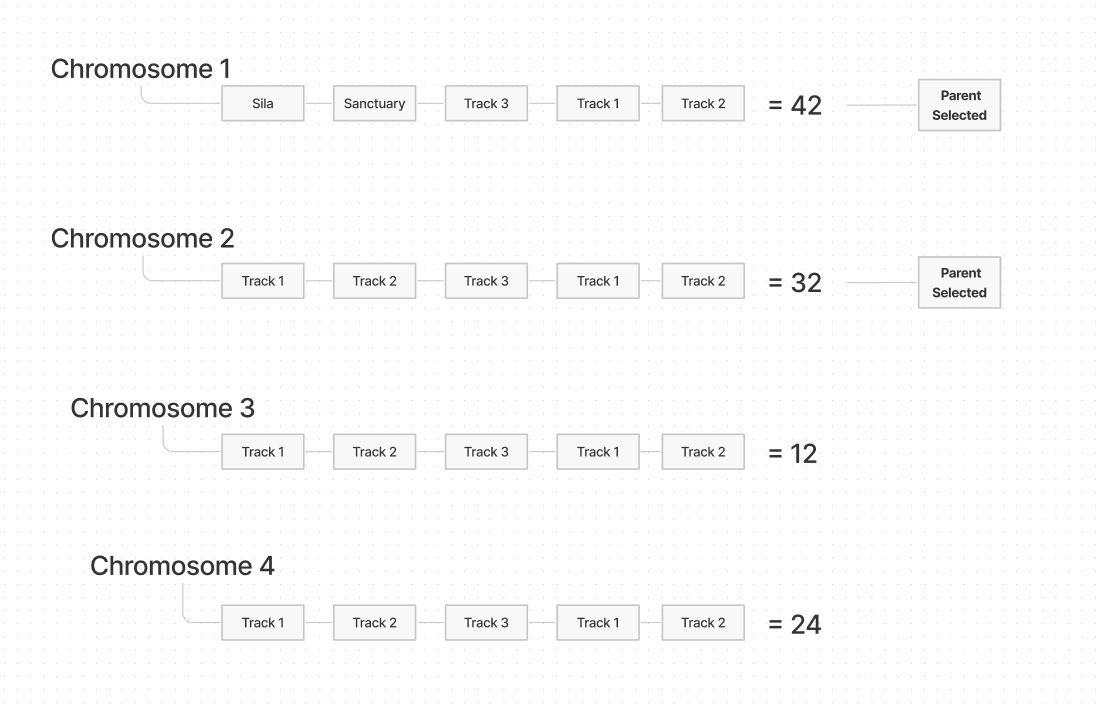 Chromosome 1
Sila Sanctuary Track 3 Track 1 Track 2 = 42 Parent
Selected
Chromosome 2
Track 1 Track 2 Track 3 Track 1 Track 2 = 32 Parent
Selected
Chromosome 3
Track 1 Track 2 Track 3 Track 1 Track 2 = 12
Chromosome 4
Track 1 Track 2 Track 3 Track 1 Track 2 = 24